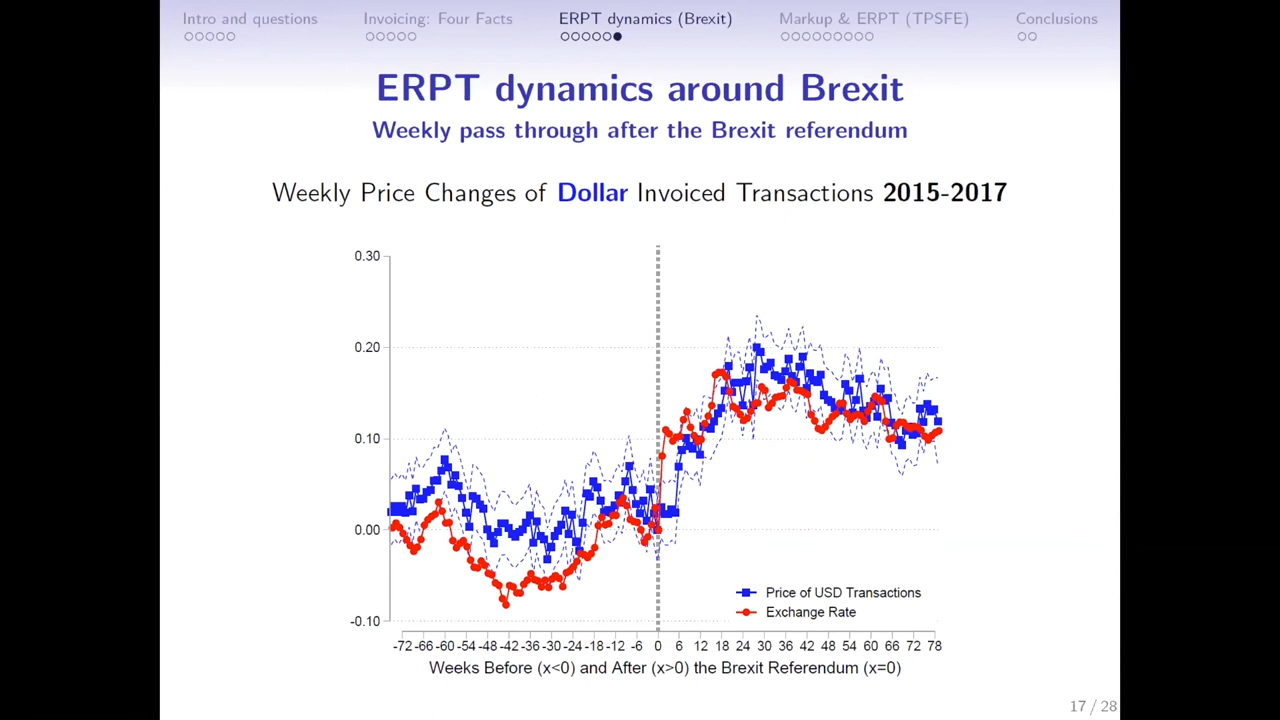 Intro and questions Invoicing: Four Facts ERPT dynamics (Brexit) Markup & ERPT (TPSFE) Conclusions
ERPT dynamics around Brexit
Weekly pass through after the Brexit referendum
Weekly Price Changes of Dollar Invoiced Transactions 2015-2017
0.30
0.20
0.10
0.00
-0.10
Price of USD Transactions
Exchange Rate
-72 -66 -60 -54 -48 -42 -36 -30 -24 -18 -12 -6 0 6 12 18 24 30 36 42 48 54 60 66 72 78
Weeks Before (x<0) and After (x>0) the Brexit Referendum (x=0)
17 / 28